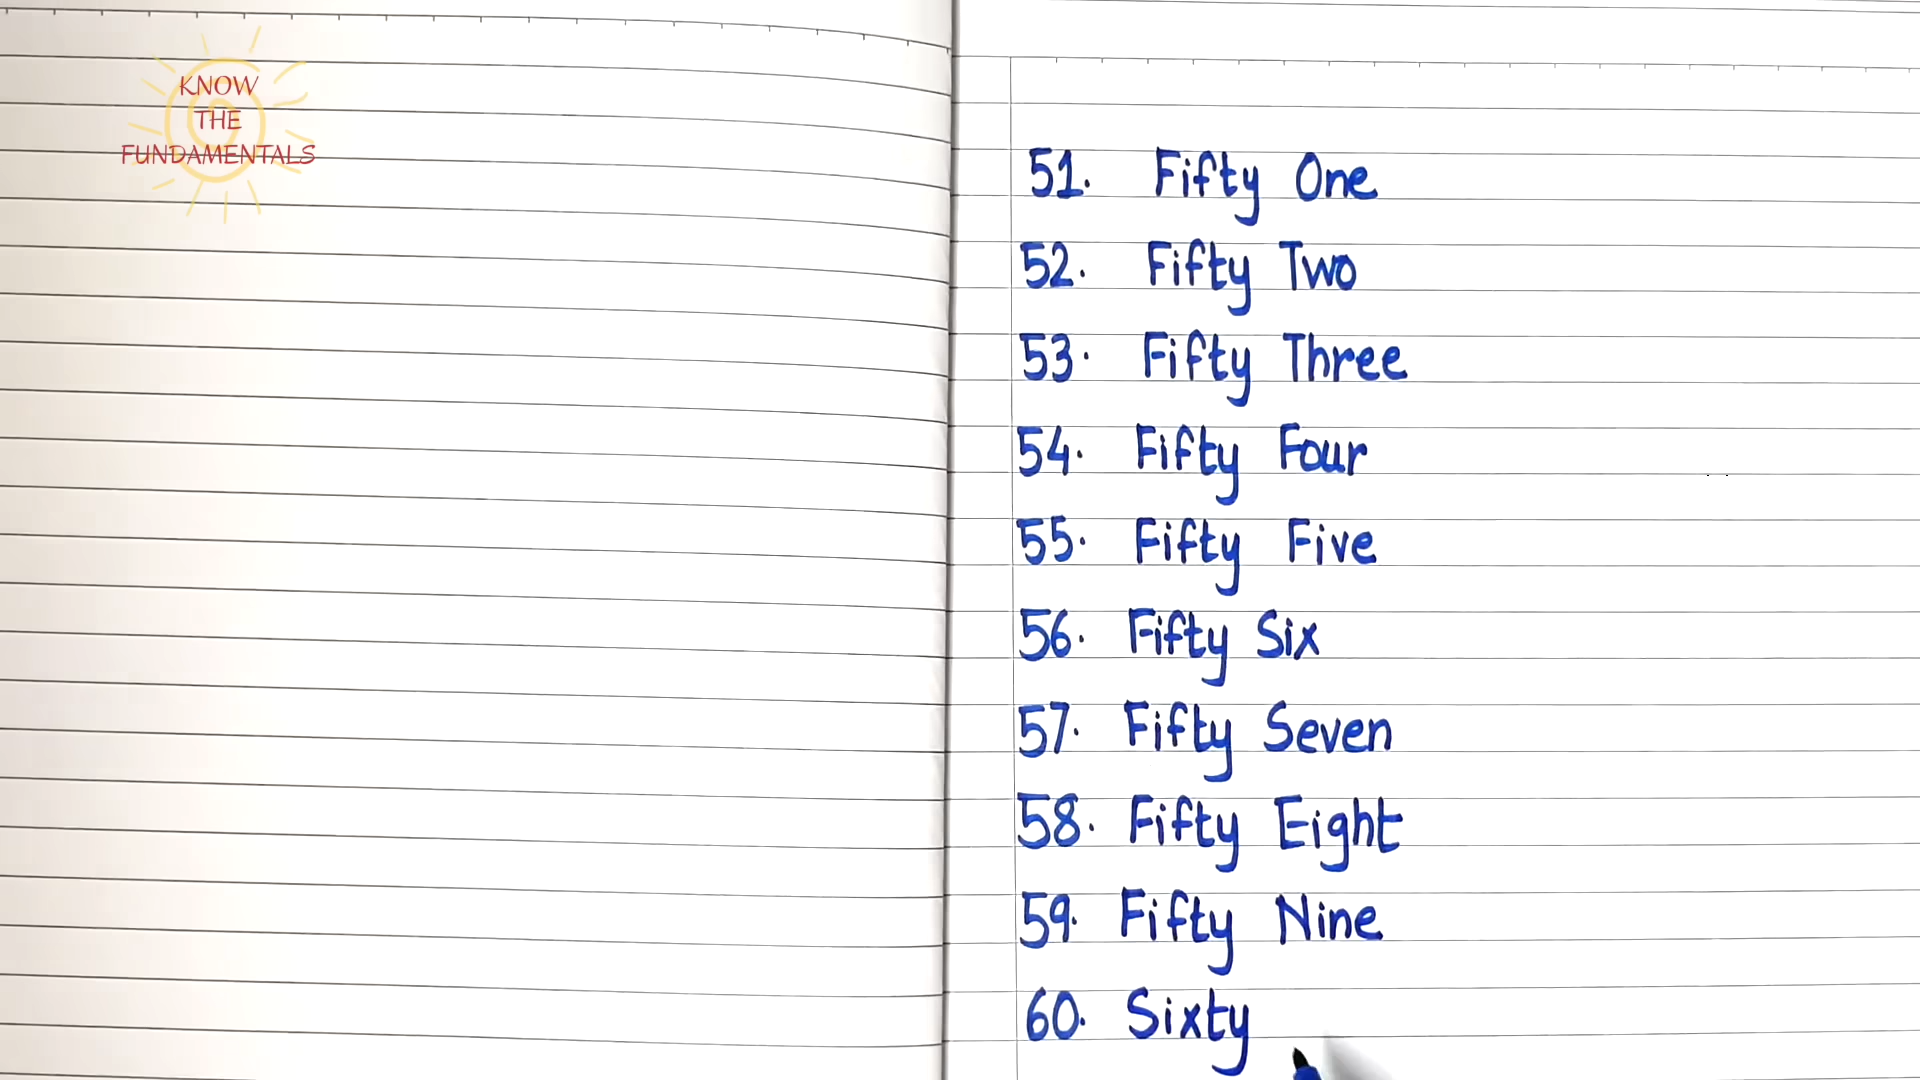 KNOW
THE
FUNDAMENTALS
51. Fifty One
52. Fifty Two
53. Fifty Three
54. Fifty Four
55. Fifty Five
56. Fifty Six
57. Fifty Seven
58. Fifty Eight
59. Fifty Nine
60. Sixty